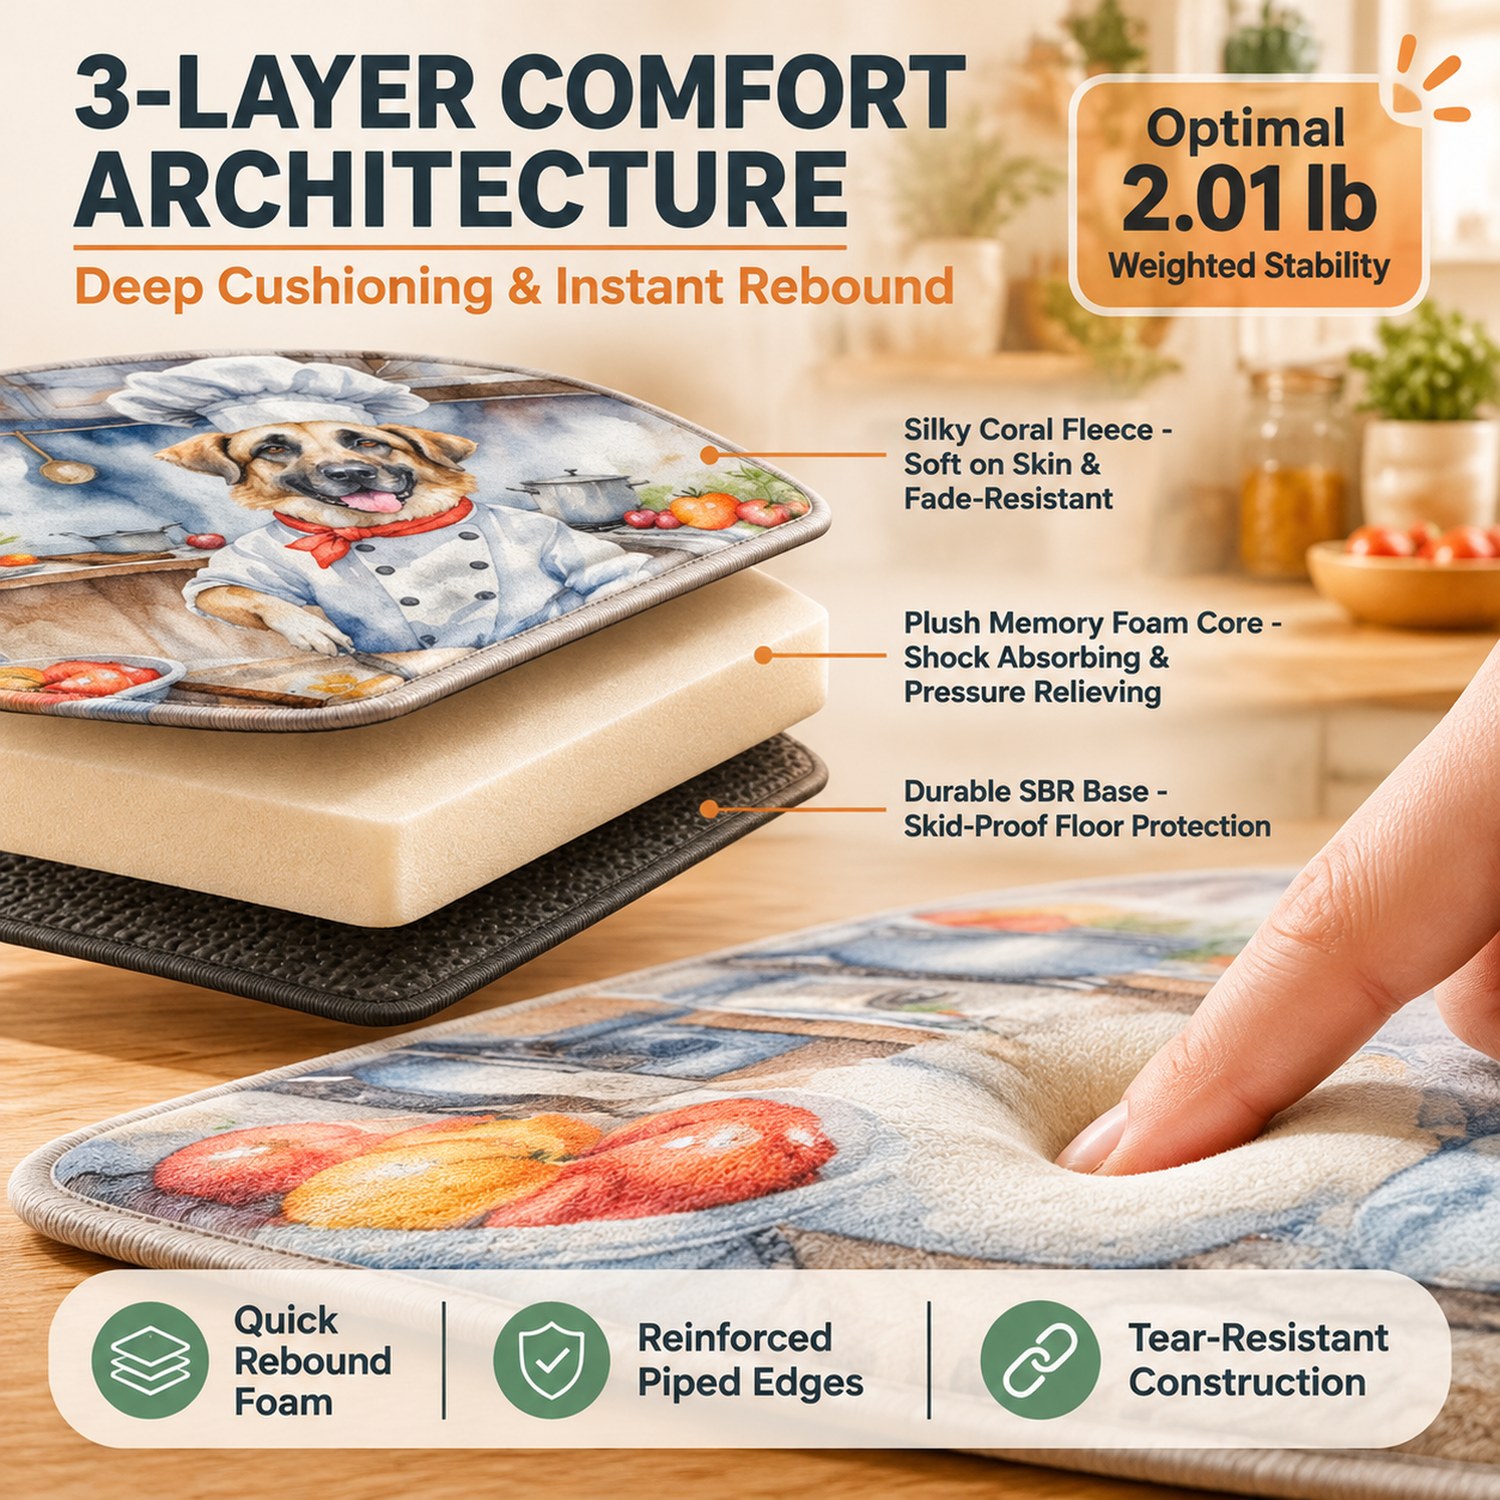 3-LAYER COMFORT
ARCHITECTURE
Deep Cushioning & Instant Rebound
Optimal
2.01 lb
Weighted Stability
Silky Coral Fleece -
Soft on Skin &
Fade-Resistant
Plush Memory Foam Core -
Shock Absorbing &
Pressure Relieving
Durable SBR Base -
Skid-Proof Floor Protection
Quick
Rebound
Foam
Reinforced
Piped Edges
Tear-Resistant
Construction